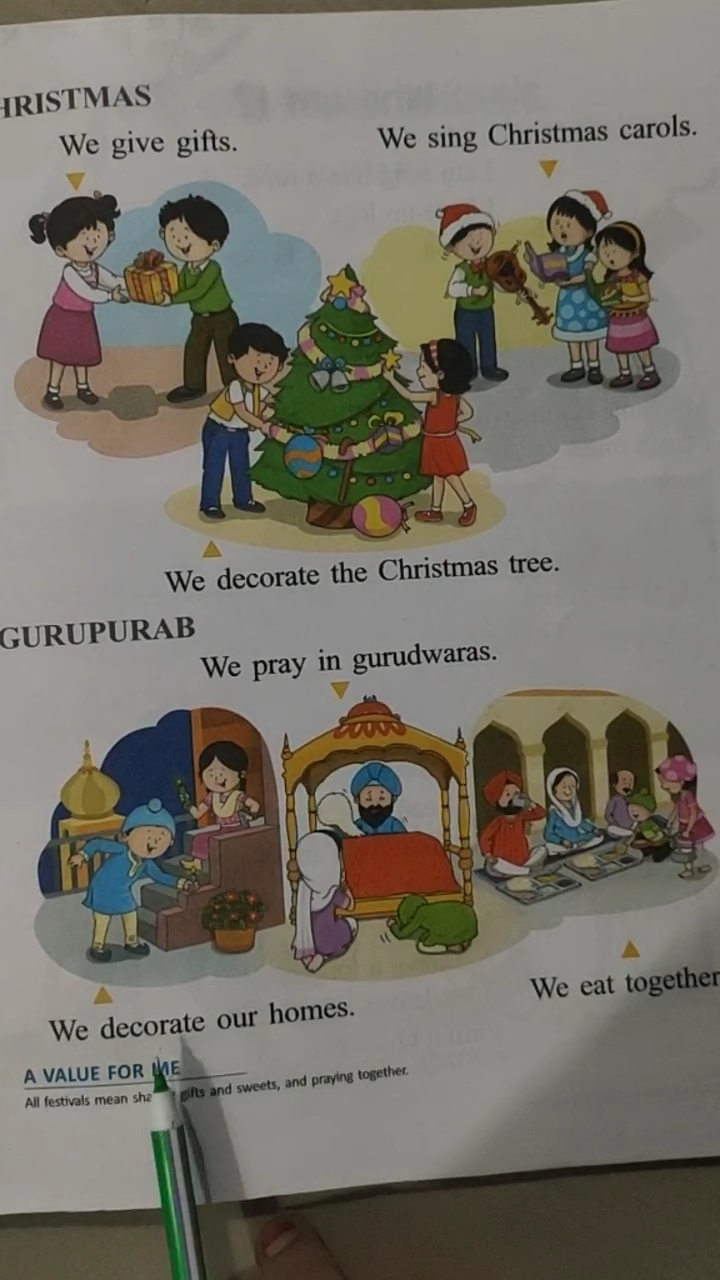 HRISTMAS
We give gifts.
We sing Christmas carols.
We decorate the Christmas tree.
GURUPURAB
We pray in gurudwaras.
We decorate our homes.
We eat together
A VALUE FOR ME
All festivals mean sha gifts and sweets, and praying together.